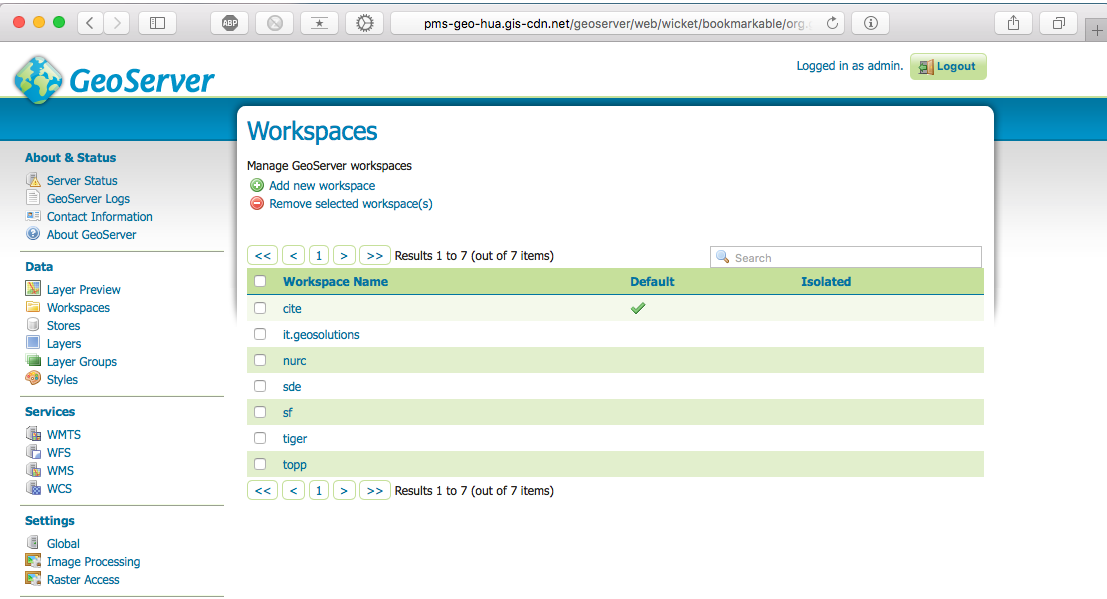 ABP
pms-geo-hua.gis-cdn.net/geoserver/web/wicket/bookmarkable/org.
GeoServer
Logged in as admin.
Logout
About & Status
Server Status
GeoServer Logs
Contact Information
About GeoServer
Data
Layer Preview
Workspaces
Stores
Layers
Layer Groups
Styles
Services
WMTS
WFS
WMS
WCS
Settings
Global
Image Processing
Raster Access
Workspaces
Manage GeoServer workspaces
Add new workspace
Remove selected workspace(s)
<< < 1 > >> Results 1 to 7 (out of 7 items)
Search
Workspace Name Default Isolated
cite
it.geosolutions
nurc
sde
sf
tiger
topp
<< < 1 > >> Results 1 to 7 (out of 7 items)